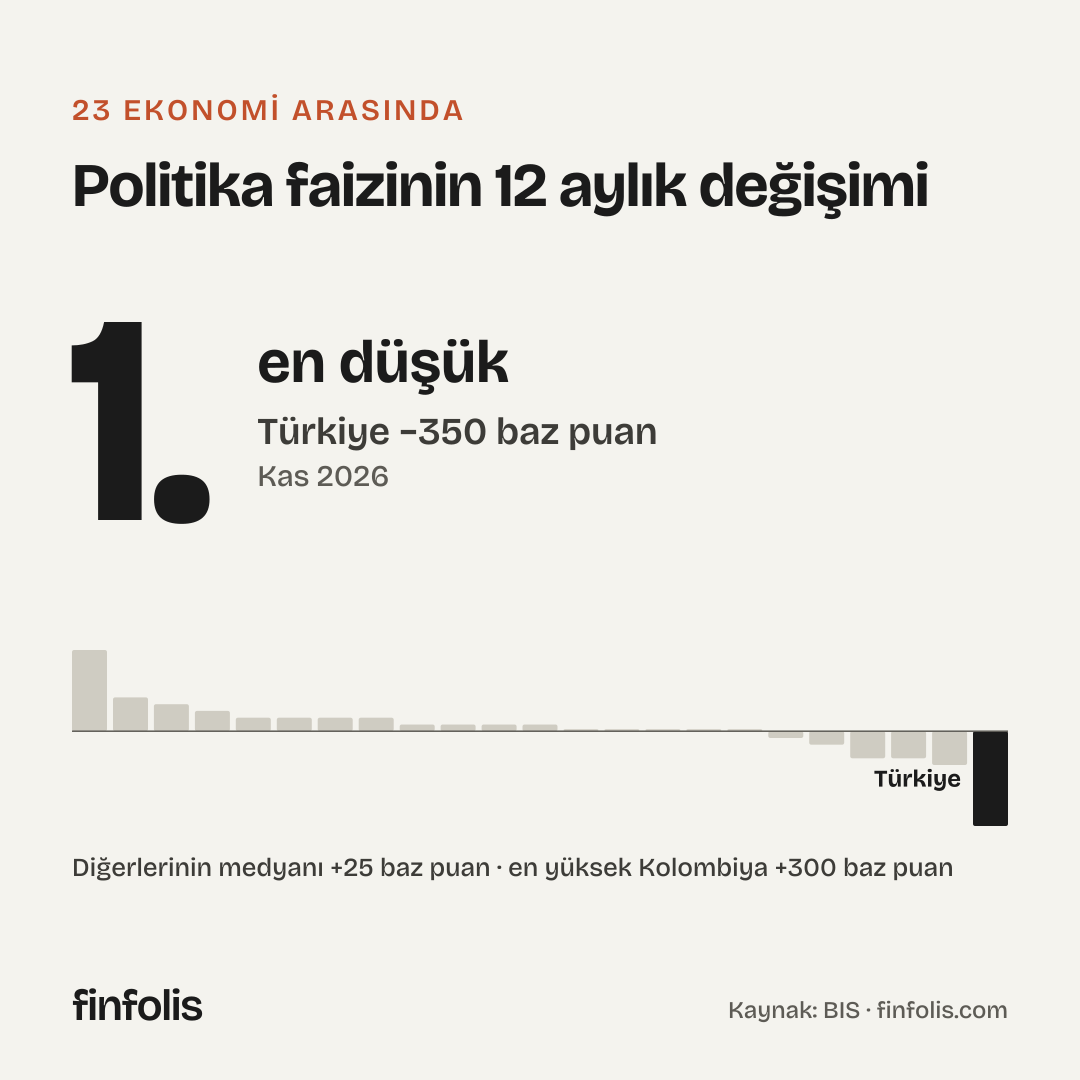 23 EKONOMİ ARASINDA
Politika faizinin 12 aylık değişimi
1.
en düşük
Türkiye −350 baz puan
Kas 2026
Türkiye
Diğerlerinin medyanı +25 baz puan · en yüksek Kolombiya +300 baz puan
finfolis
Kaynak: BIS · finfolis.com